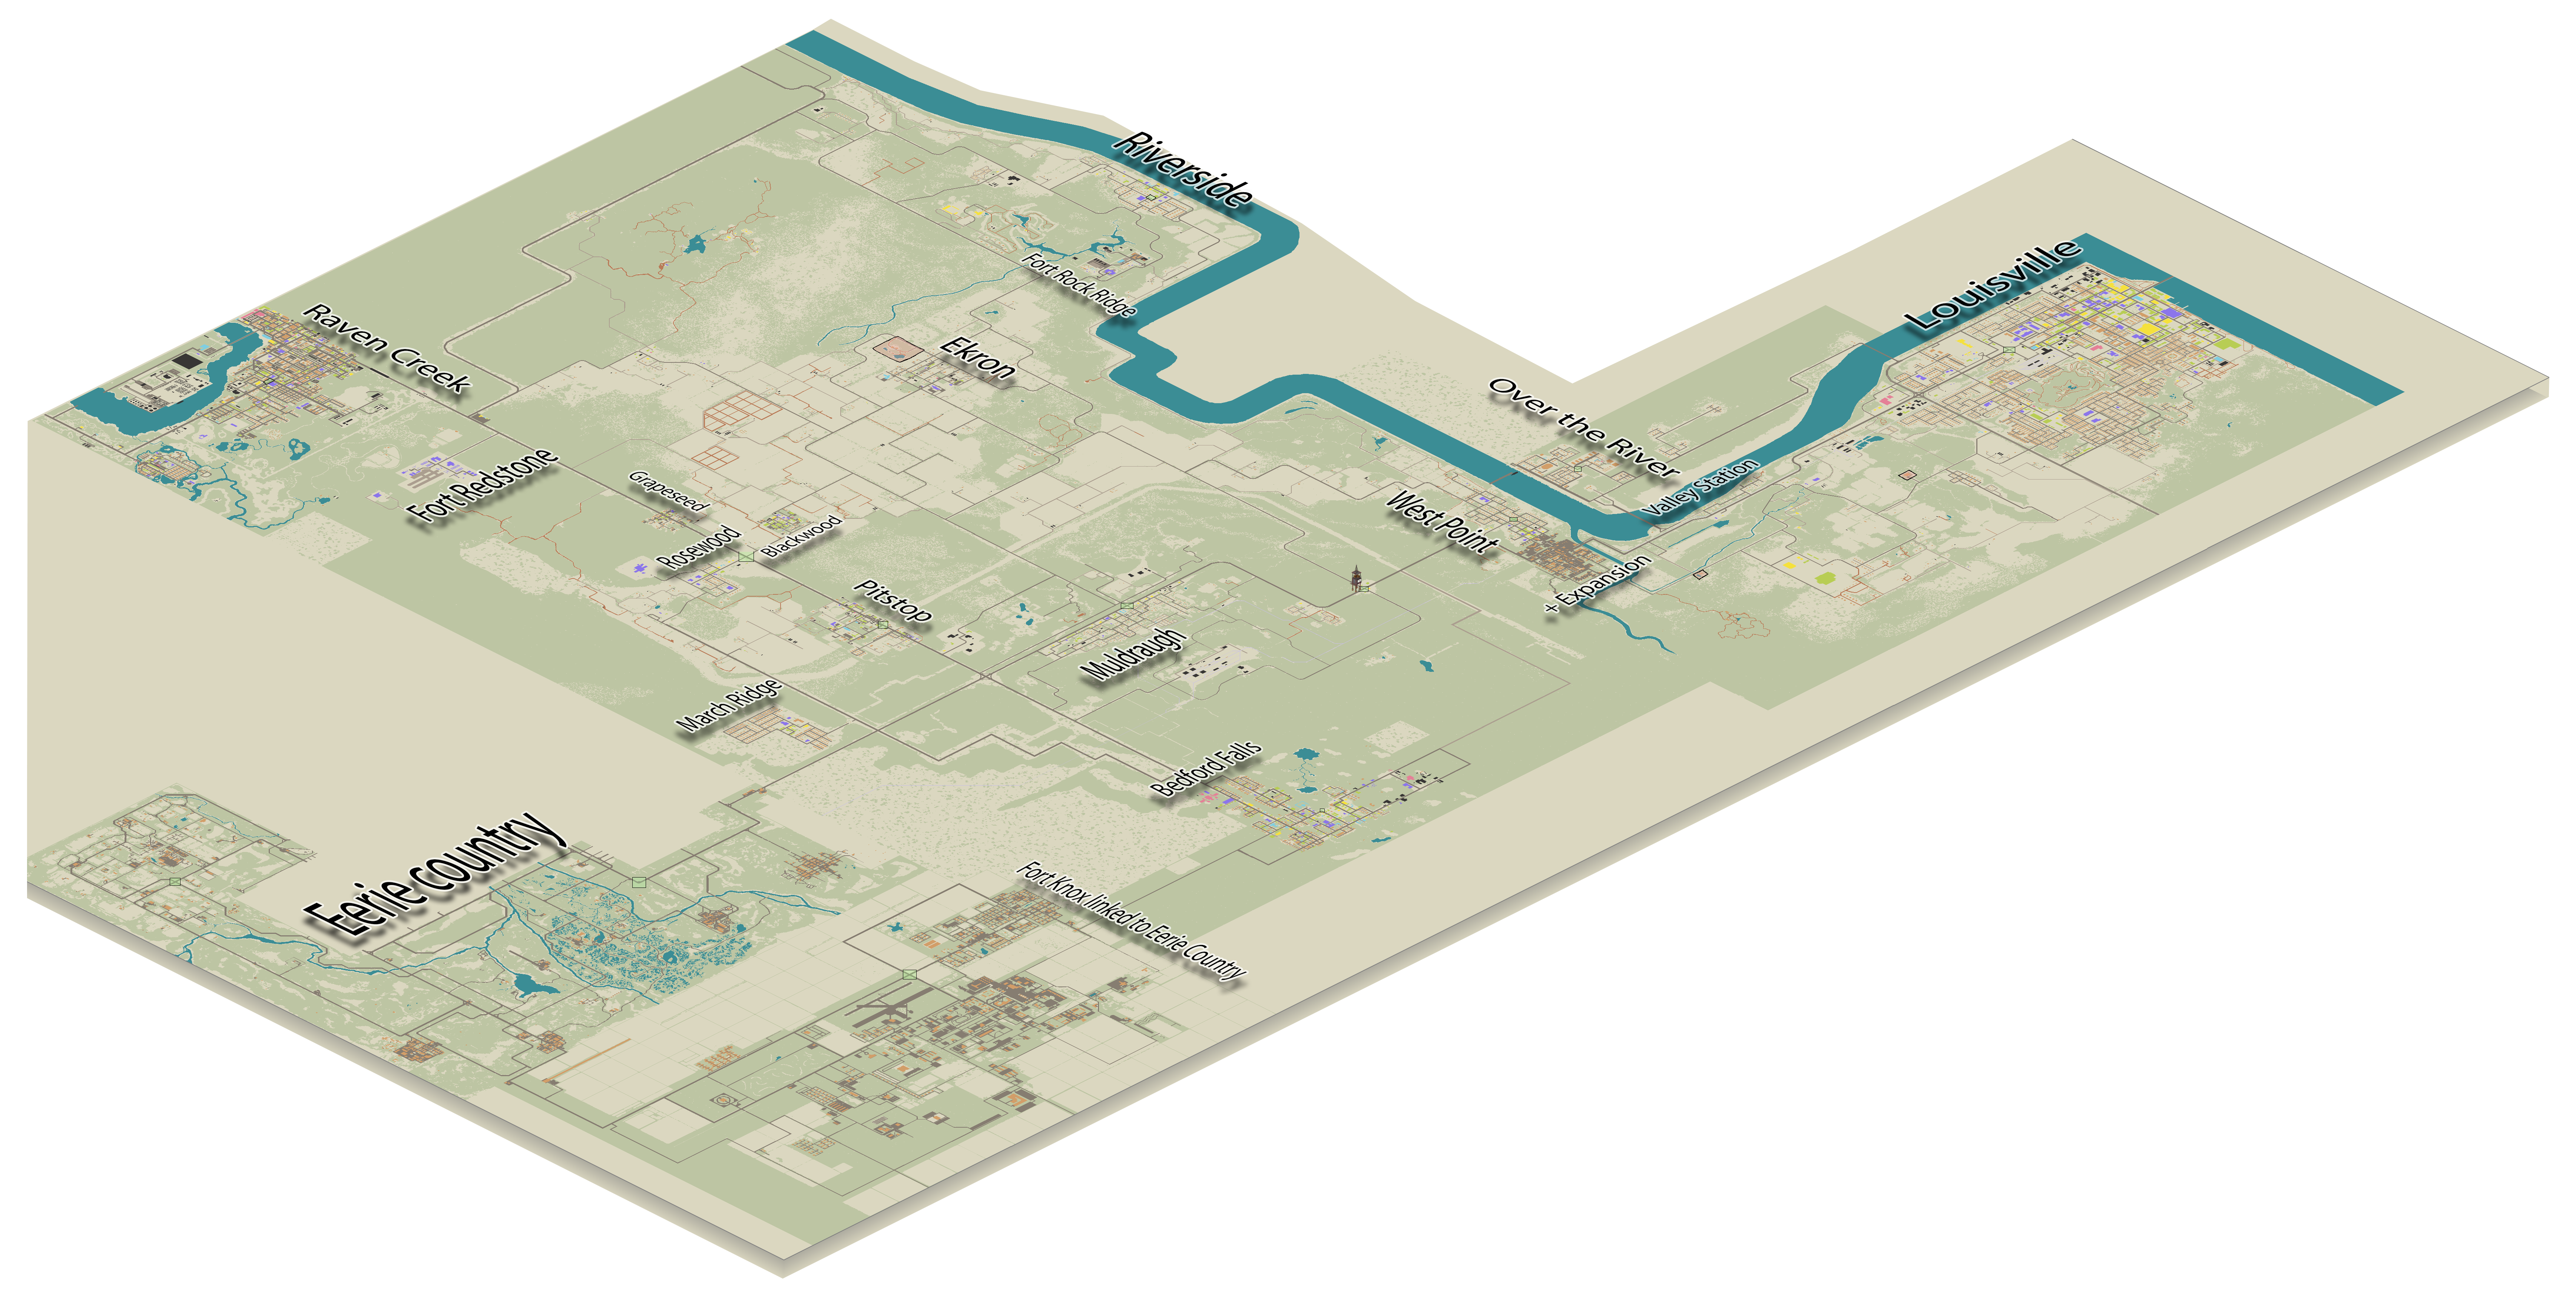 Riverside
Louisville
Fort Rock Ridge
Raven Creek
Ekron
Over the River
Fort Redstone
Grapeseed
Valley Station
West Point
Rosewood
Blackwood
+ Expansion
Pitstop
Muldraugh
March Ridge
Bedford Falls
Eerie country
Fort Knox linked to Eerie Country